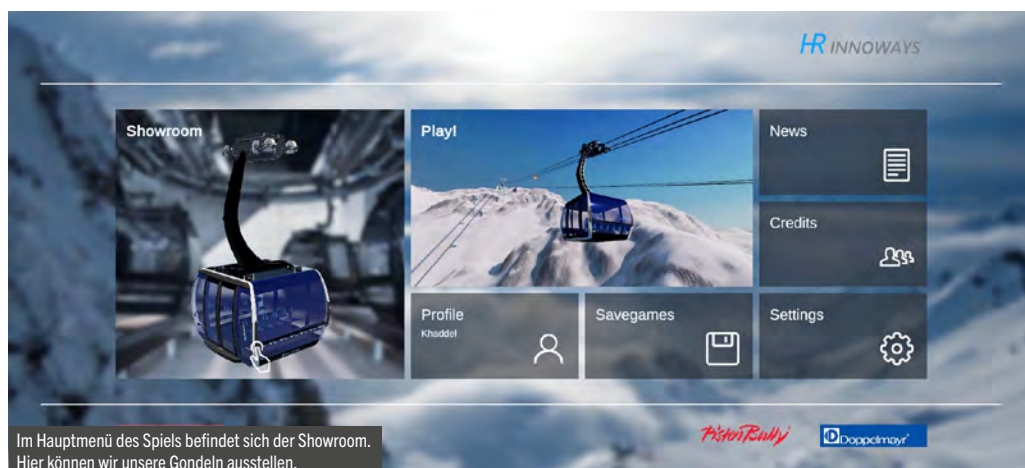 HR INNOWAYS
Showroom
Play!
News
Credits
Profile
Khaddel
Savegames
Settings
PistenBully
Doppelmayr
Im Hauptmenü des Spiels befindet sich der Showroom.
Hier können wir unsere Gondeln ausstellen.